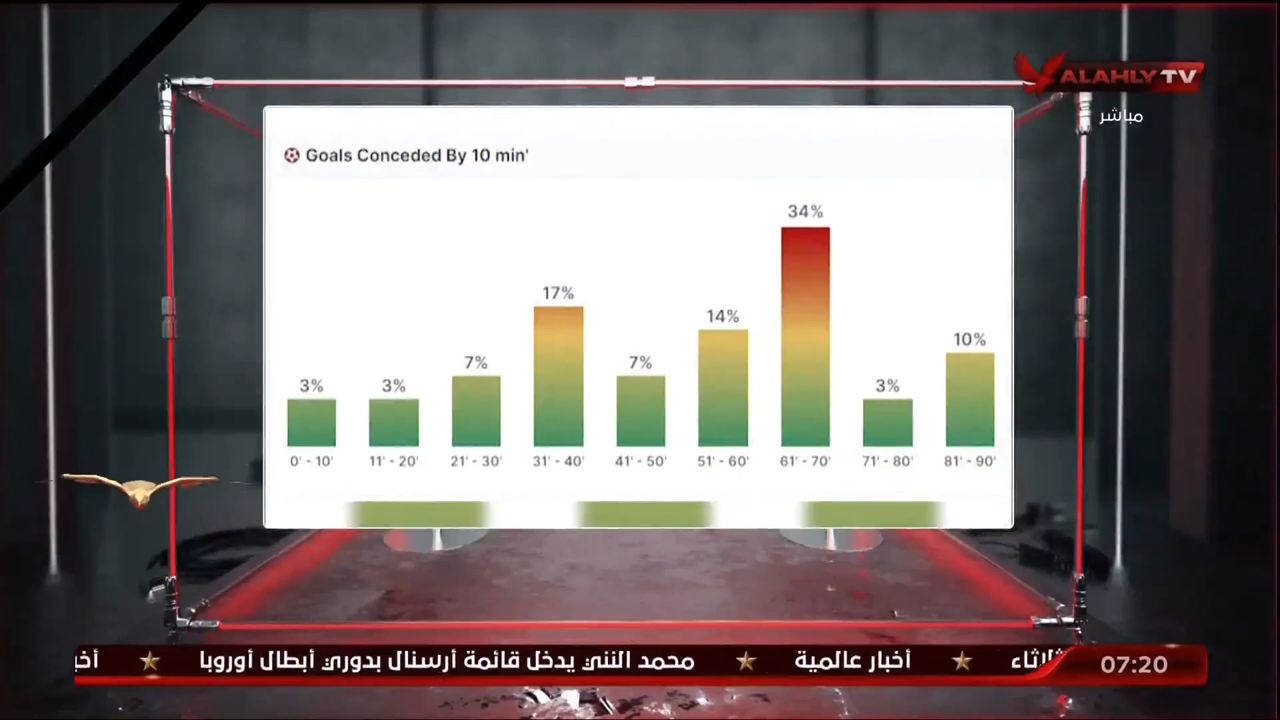 ALAHLY TV
مباشر
Goals Conceded By 10 min'
34%
17%
14%
10%
7%
7%
3%
3%
3%
0' - 10'
11' - 20'
21' - 30'
31' - 40'
41' - 50'
51' - 60'
61' - 70'
71' - 80'
81' - 90'
أخبار عالمية ★ محمد النني يدخل قائمة أرسنال بدوري أبطال أوروبا ★
07:20